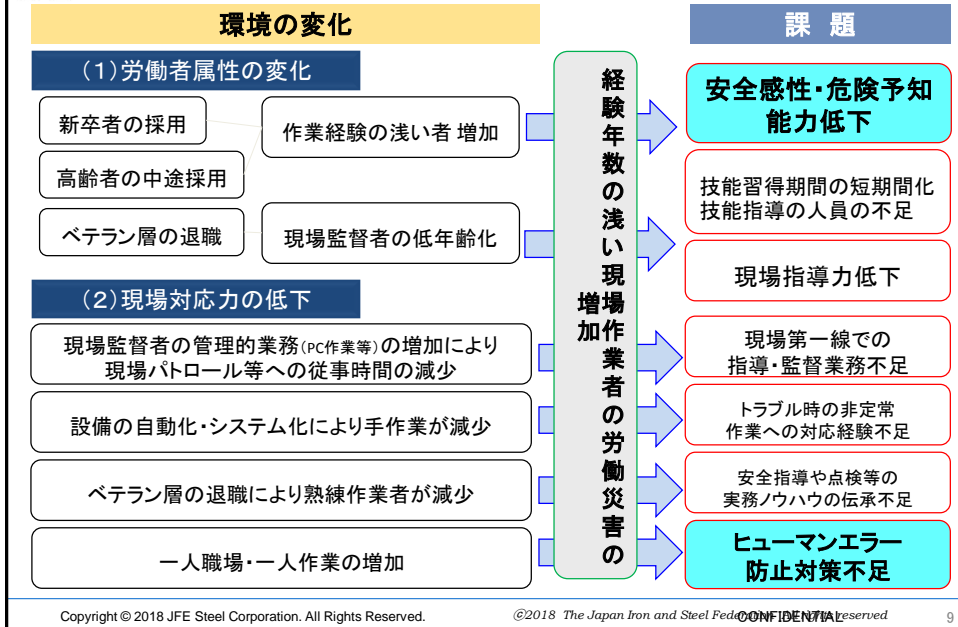 環境の変化
課 題
(1)労働者属性の変化
新卒者の採用
高齢者の中途採用
作業経験の浅い者 増加
ベテラン層の退職
現場監督者の低年齢化
(2)現場対応力の低下
現場監督者の管理的業務(PC作業等)の増加により
現場パトロール等への従事時間の減少
設備の自動化・システム化により手作業が減少
ベテラン層の退職により熟練作業者が減少
一人職場・一人作業の増加
経験年数の浅い現場作業者の労働災害の
増加
安全感性・危険予知
能力低下
技能習得期間の短期間化
技能指導の人員の不足
現場指導力低下
現場第一線での
指導・監督業務不足
トラブル時の非定常
作業への対応経験不足
安全指導や点検等の
実務ノウハウの伝承不足
ヒューマンエラー
防止対策不足
Copyright © 2018 JFE Steel Corporation. All Rights Reserved.
©2018 The Japan Iron and Steel Federation All rights reserved
CONFIDENTIAL
9